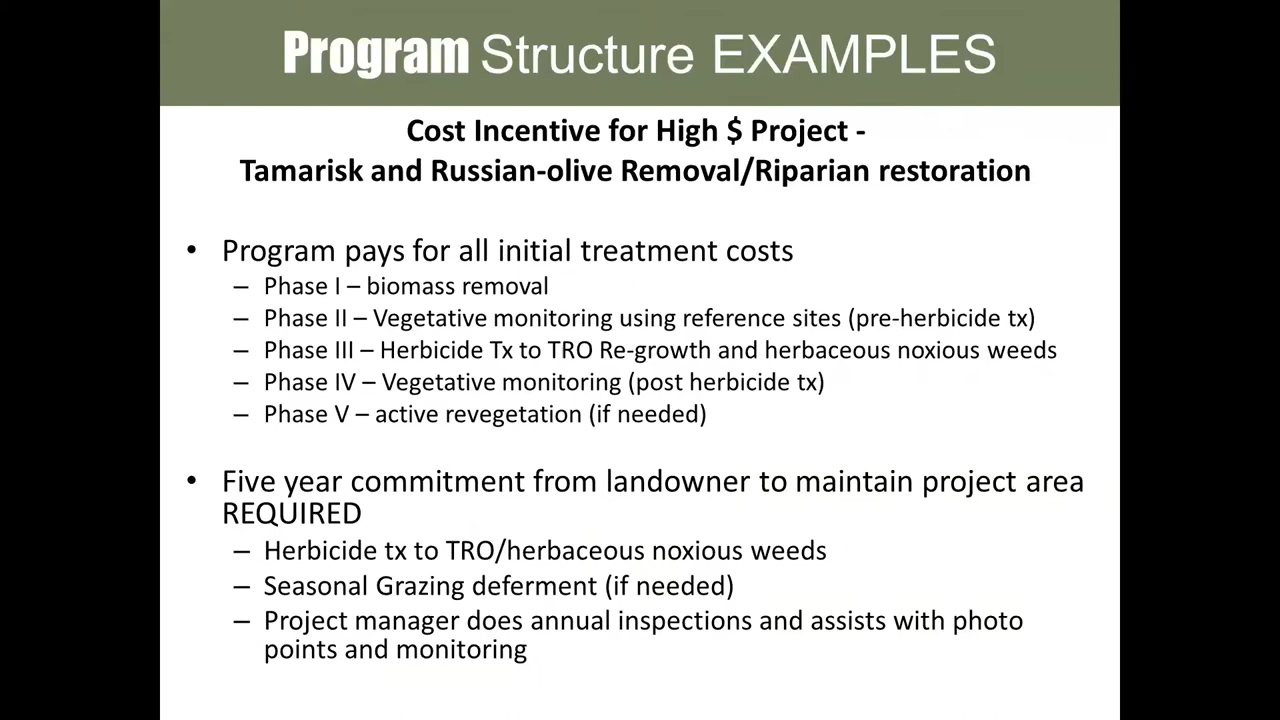 Program Structure EXAMPLES
Cost Incentive for High $ Project -
Tamarisk and Russian-olive Removal/Riparian restoration
• Program pays for all initial treatment costs
– Phase I – biomass removal
– Phase II – Vegetative monitoring using reference sites (pre-herbicide tx)
– Phase III – Herbicide Tx to TRO Re-growth and herbaceous noxious weeds
– Phase IV – Vegetative monitoring (post herbicide tx)
– Phase V – active revegetation (if needed)
• Five year commitment from landowner to maintain project area
REQUIRED
– Herbicide tx to TRO/herbaceous noxious weeds
– Seasonal Grazing deferment (if needed)
– Project manager does annual inspections and assists with photo
points and monitoring